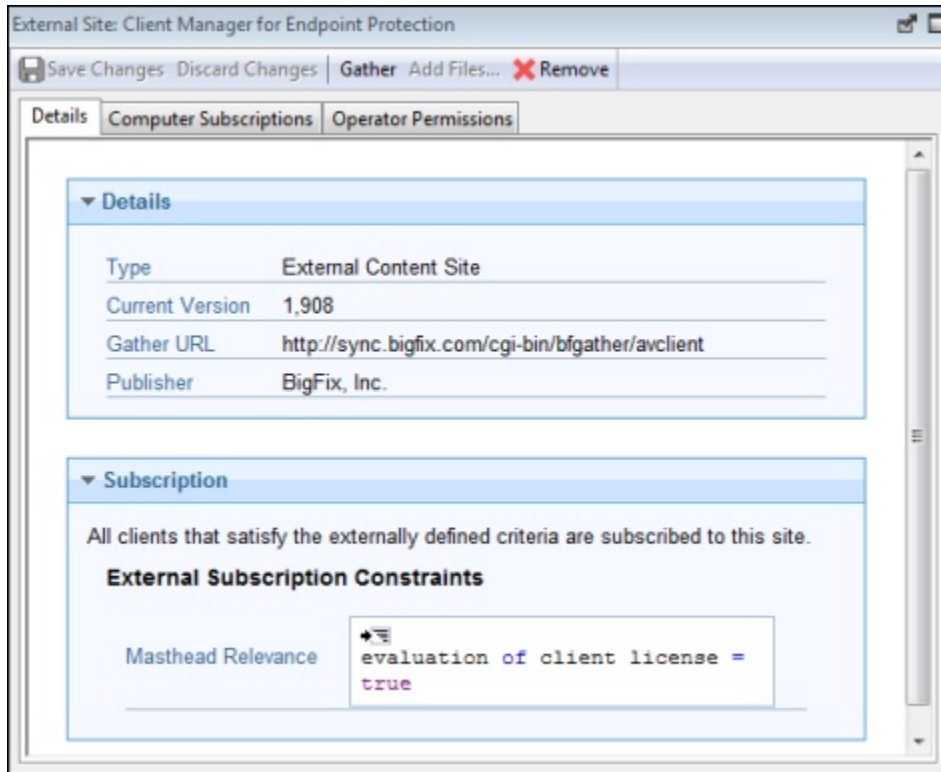 External Site: Client Manager for Endpoint Protection
Save Changes Discard Changes Gather Add Files... Remove
Details Computer Subscriptions Operator Permissions
Details
Type External Content Site
Current Version 1,908
Gather URL http://sync.bigfix.com/cgi-bin/bfgather/avclient
Publisher BigFix, Inc.
Subscription
All clients that satisfy the externally defined criteria are subscribed to this site.
External Subscription Constraints
Masthead Relevance
evaluation of client license =
true